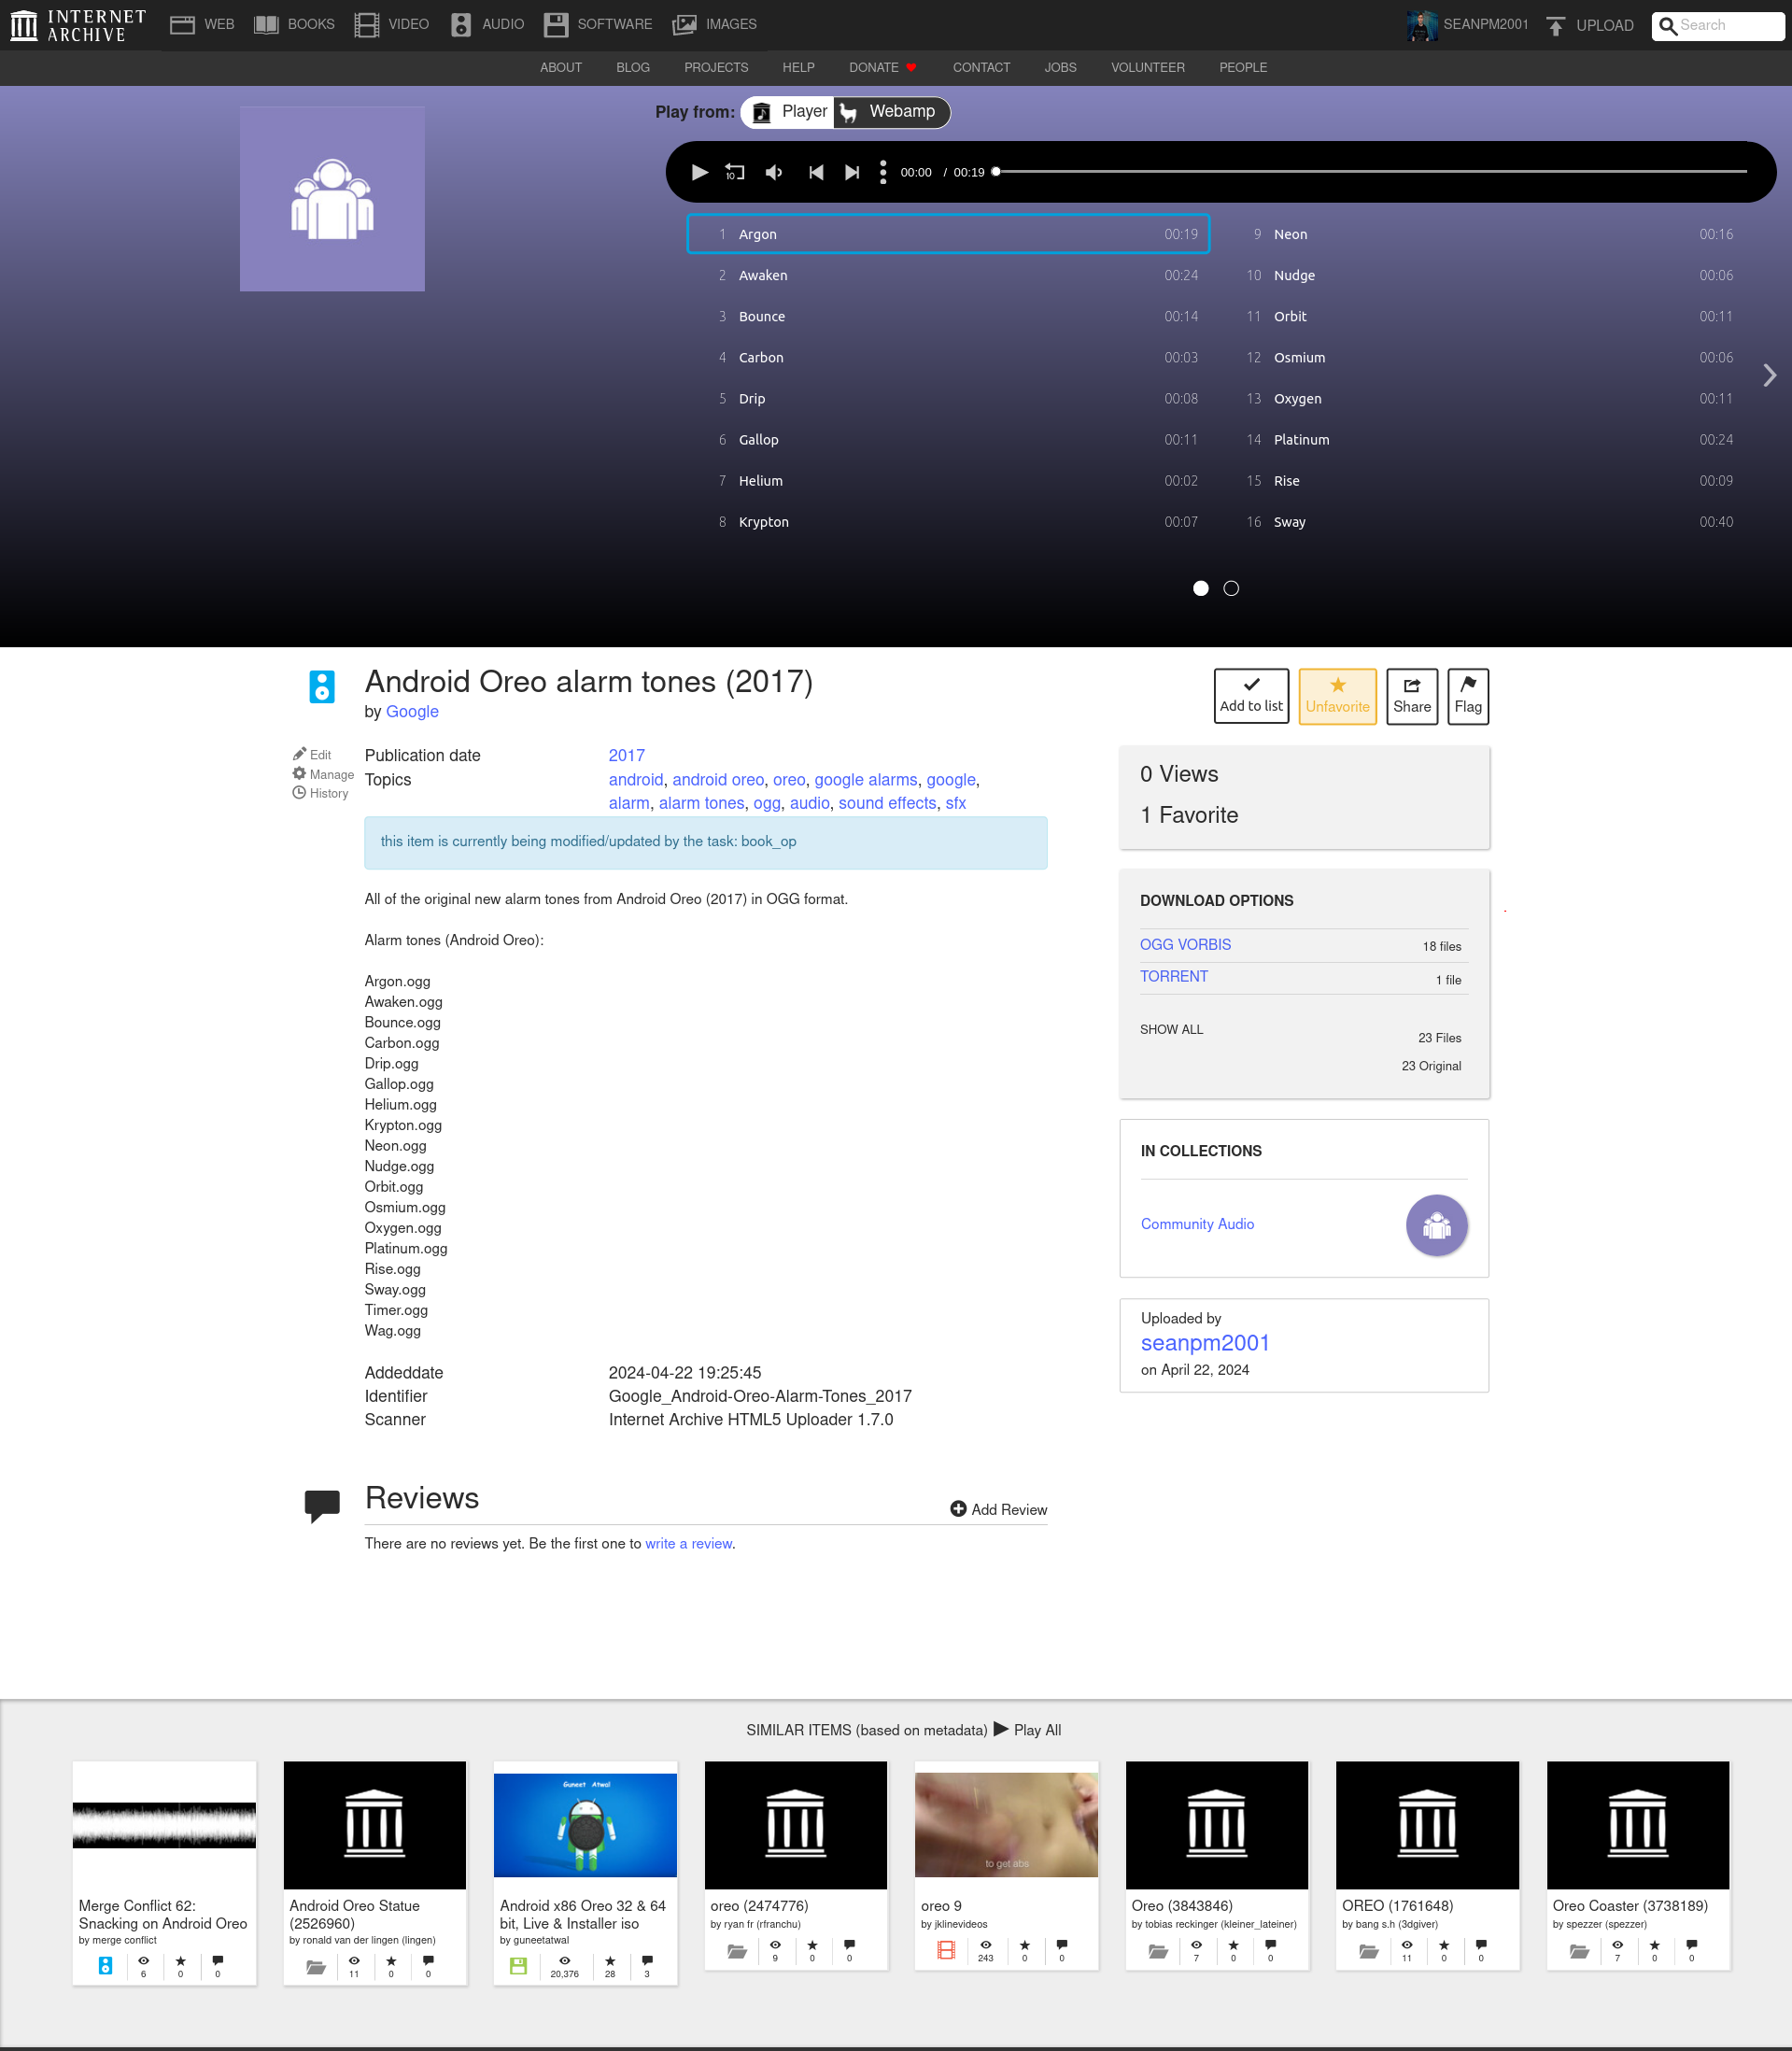 INTERNET ARCHIVE
WEB BOOKS VIDEO AUDIO SOFTWARE IMAGES SEANPM2001 UPLOAD Search
ABOUT BLOG PROJECTS HELP DONATE CONTACT JOBS VOLUNTEER PEOPLE
Play from: Player Webamp
10 00:00 / 00:19
1 Argon 00:19
2 Awaken 00:24
3 Bounce 00:14
4 Carbon 00:03
5 Drip 00:08
6 Gallop 00:11
7 Helium 00:02
8 Krypton 00:07
9 Neon 00:16
10 Nudge 00:06
11 Orbit 00:11
12 Osmium 00:06
13 Oxygen 00:11
14 Platinum 00:24
15 Rise 00:09
16 Sway 00:40
Android Oreo alarm tones (2017)
by Google
Edit
Manage
History
Publication date 2017
Topics android, android oreo, oreo, google alarms, google,
alarm, alarm tones, ogg, audio, sound effects, sfx
this item is currently being modified/updated by the task: book_op
All of the original new alarm tones from Android Oreo (2017) in OGG format.
Alarm tones (Android Oreo):
Argon.ogg
Awaken.ogg
Bounce.ogg
Carbon.ogg
Drip.ogg
Gallop.ogg
Helium.ogg
Krypton.ogg
Neon.ogg
Nudge.ogg
Orbit.ogg
Osmium.ogg
Oxygen.ogg
Platinum.ogg
Rise.ogg
Sway.ogg
Timer.ogg
Wag.ogg
Addeddate 2024-04-22 19:25:45
Identifier Google_Android-Oreo-Alarm-Tones_2017
Scanner Internet Archive HTML5 Uploader 1.7.0
Add to list Unfavorite Share Flag
0 Views
1 Favorite
DOWNLOAD OPTIONS
OGG VORBIS 18 files
TORRENT 1 file
SHOW ALL 23 Files
23 Original
IN COLLECTIONS
Community Audio
Uploaded by
seanpm2001
on April 22, 2024
Reviews
Add Review
There are no reviews yet. Be the first one to write a review.
SIMILAR ITEMS (based on metadata) Play All
Merge Conflict 62:
Snacking on Android Oreo
by merge conflict
6 0 0
Android Oreo Statue
(2526960)
by ronald van der lingen (lingen)
11 0 0
Guneet Atwal
Android x86 Oreo 32 & 64
bit, Live & Installer iso
by guneetatwal
20,376 28 3
oreo (2474776)
by ryan fr (rfranchu)
9 0 0
to get abs
oreo 9
by jklinevideos
243 0 0
Oreo (3843846)
by tobias reckinger (kleiner_lateiner)
7 0 0
OREO (1761648)
by bang s.h (3dgiver)
11 0 0
Oreo Coaster (3738189)
by spezzer (spezzer)
7 0 0